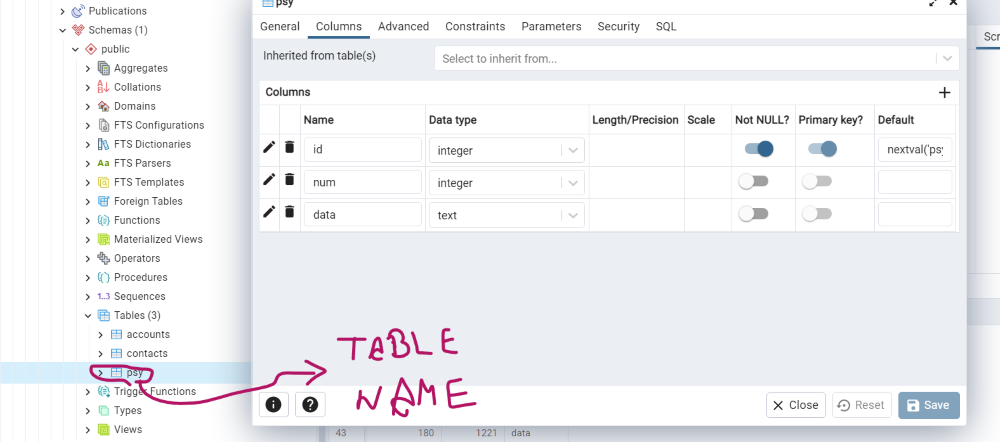 Publications
Schemas (1)
public
Aggregates
Collations
Domains
FTS Configurations
FTS Dictionaries
Aa FTS Parsers
FTS Templates
Foreign Tables
Functions
Materialized Views
Operators
Procedures
1..3 Sequences
Tables (3)
accounts
contacts
psy
Trigger Functions
Types
Views
psy
General Columns Advanced Constraints Parameters Security SQL
Inherited from table(s) Select to inherit from...
Columns
Name Data type Length/Precision Scale Not NULL? Primary key? Default
id integer nextval('psy
num integer
data text
TABLE
NAME
Close Reset Save
43 180 1221 data
Scr